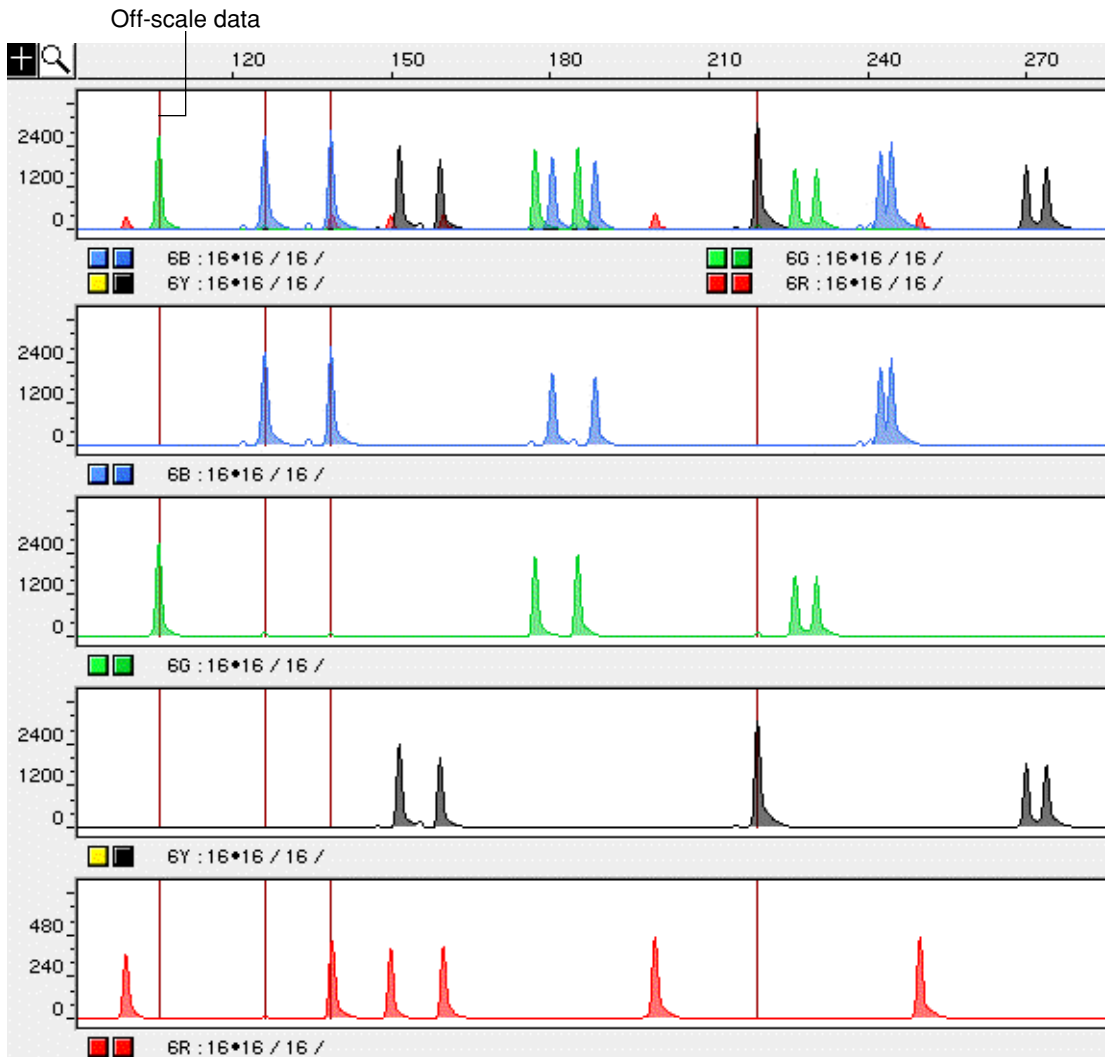 Off-scale data
120 150 180 210 240 270
2400
1200
0
6B : 16•16 / 16 / 6G : 16•16 / 16 /
6Y : 16•16 / 16 / 6R : 16•16 / 16 /
2400
1200
0
6B : 16•16 / 16 /
2400
1200
0
6G : 16•16 / 16 /
2400
1200
0
6Y : 16•16 / 16 /
480
240
0
6R : 16•16 / 16 /